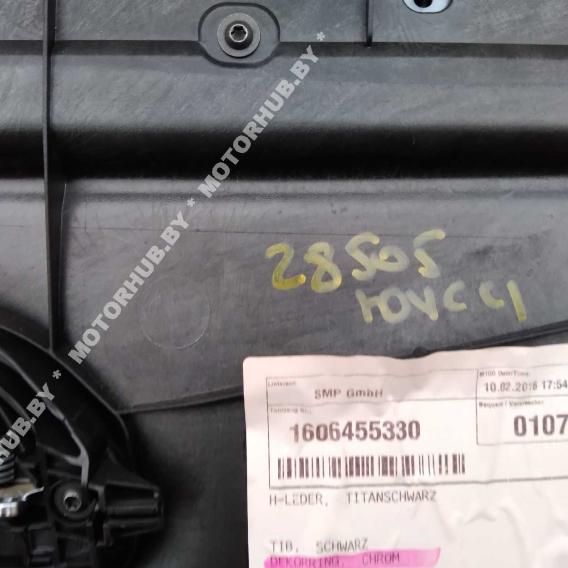 * MOTORHUB.BY * MOTORHUB.BY * MOTORHUB.BY *
28505
Lieferant
SMP GmbH
10.02.2016 17:54
1606455330
0107
H-LEDER, TITANSCHWARZ
TIB, SCHWARZ
DEKORRING, CHROM